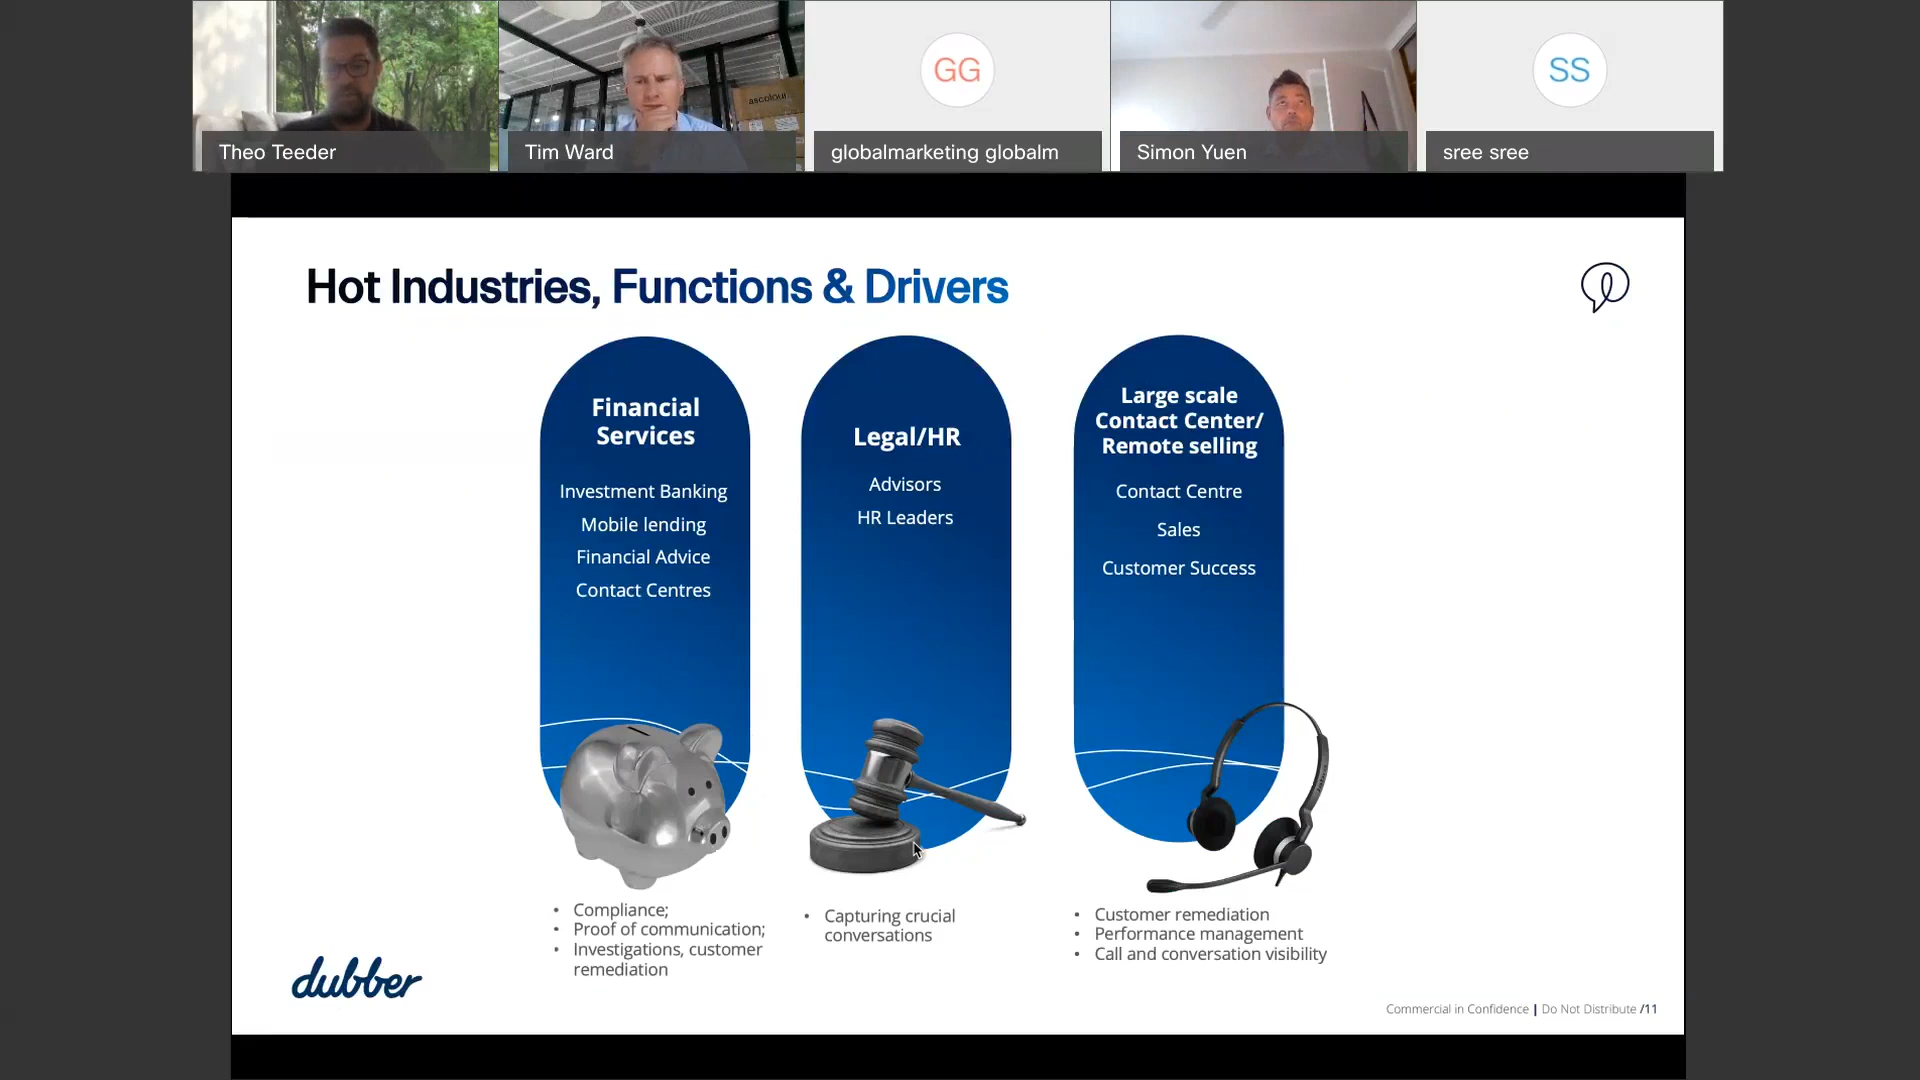 ascolour
GG
SS
Theo Teeder
Tim Ward
globalmarketing globalm
Simon Yuen
sree sree
Hot Industries, Functions & Drivers
Financial
Services
Investment Banking
Mobile lending
Financial Advice
Contact Centres
Legal/HR
Advisors
HR Leaders
Large scale
Contact Center/
Remote selling
Contact Centre
Sales
Customer Success
• Compliance;
• Proof of communication;
• Investigations, customer
remediation
• Capturing crucial
conversations
• Customer remediation
• Performance management
• Call and conversation visibility
dubber
Commercial in Confidence | Do Not Distribute /11